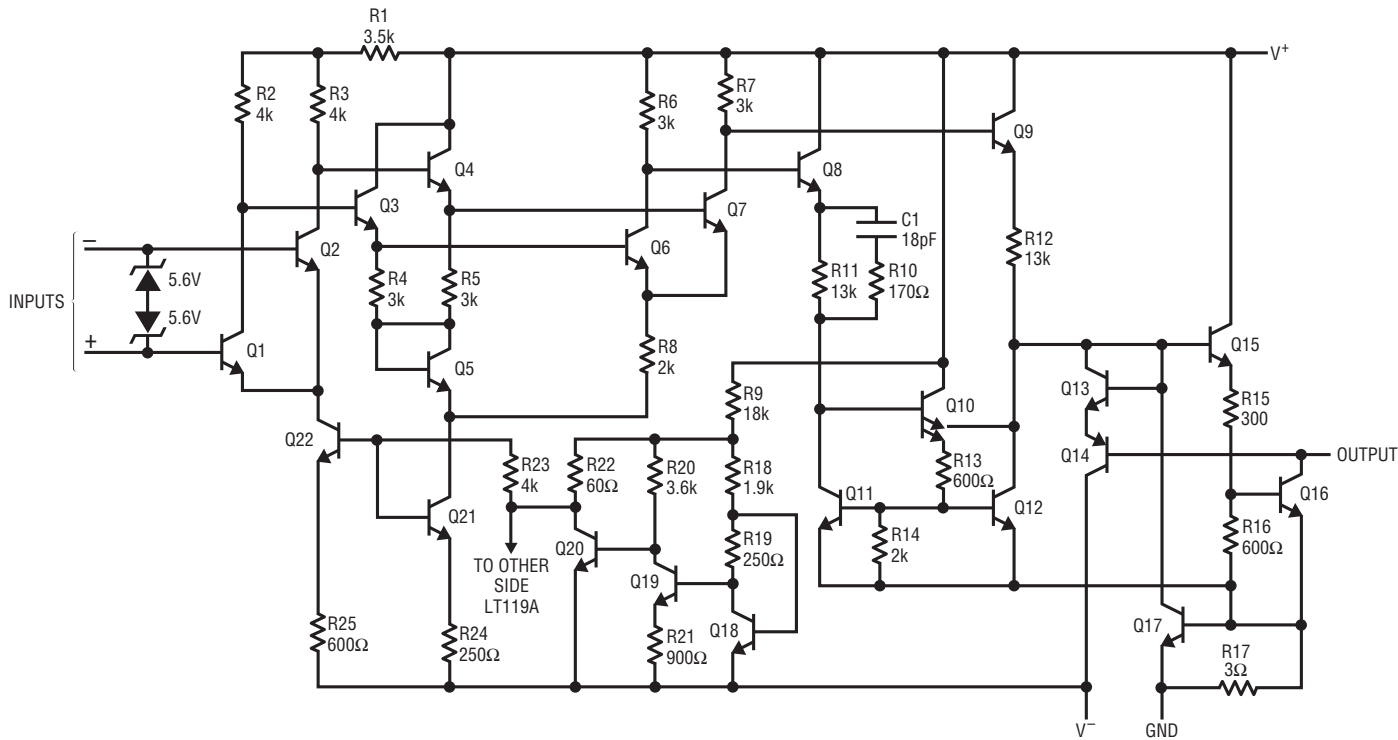 R1
3.5k
V+
R2
4k
R3
4k
R6
3k
R7
3k
Q9
Q4
Q8
Q3
Q7
C1
18pF
−
Q2
Q6
R12
13k
R4
3k
R5
3k
R11
13k
R10
170Ω
5.6V
INPUTS
5.6V
+
Q1
Q5
R8
2k
Q15
R9
18k
Q13
R15
300
Q10
Q22
Q14
OUTPUT
R23
4k
R22
60Ω
R20
3.6k
R18
1.9k
R13
600Ω
Q16
Q11
Q12
Q21
Q20
R19
250Ω
R14
2k
R16
600Ω
TO OTHER
SIDE
LT119A
Q19
Q18
Q17
R25
600Ω
R24
250Ω
R21
900Ω
R17
3Ω
V−
GND